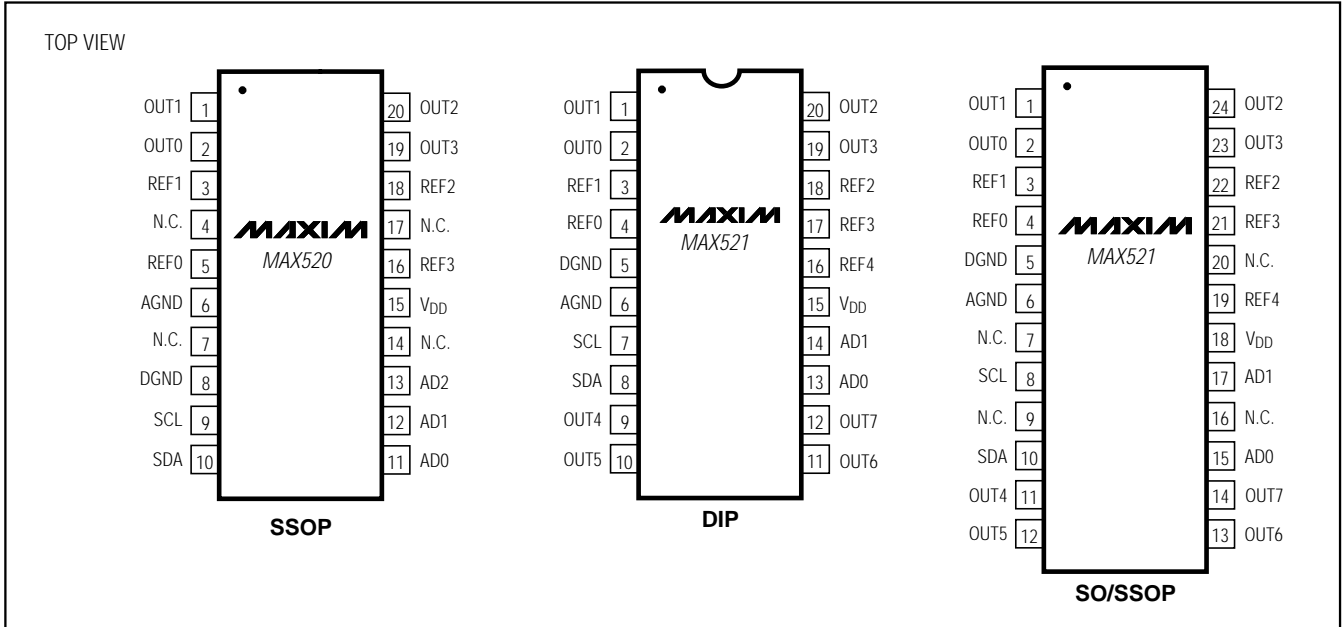 TOP VIEW
OUT1 1
OUT0 2
REF1 3
N.C. 4
REF0 5
AGND 6
N.C. 7
DGND 8
SCL 9
SDA 10
MAXIM
MAX520
20 OUT2
19 OUT3
18 REF2
17 N.C.
16 REF3
15 VDD
14 N.C.
13 AD2
12 AD1
11 AD0
SSOP
OUT1 1
OUT0 2
REF1 3
REF0 4
DGND 5
AGND 6
SCL 7
SDA 8
OUT4 9
OUT5 10
MAXIM
MAX521
20 OUT2
19 OUT3
18 REF2
17 REF3
16 REF4
15 VDD
14 AD1
13 AD0
12 OUT7
11 OUT6
DIP
OUT1 1
OUT0 2
REF1 3
REF0 4
DGND 5
AGND 6
N.C. 7
SCL 8
N.C. 9
SDA 10
OUT4 11
OUT5 12
MAXIM
MAX521
24 OUT2
23 OUT3
22 REF2
21 REF3
20 N.C.
19 REF4
18 VDD
17 AD1
16 N.C.
15 AD0
14 OUT7
13 OUT6
SO/SSOP